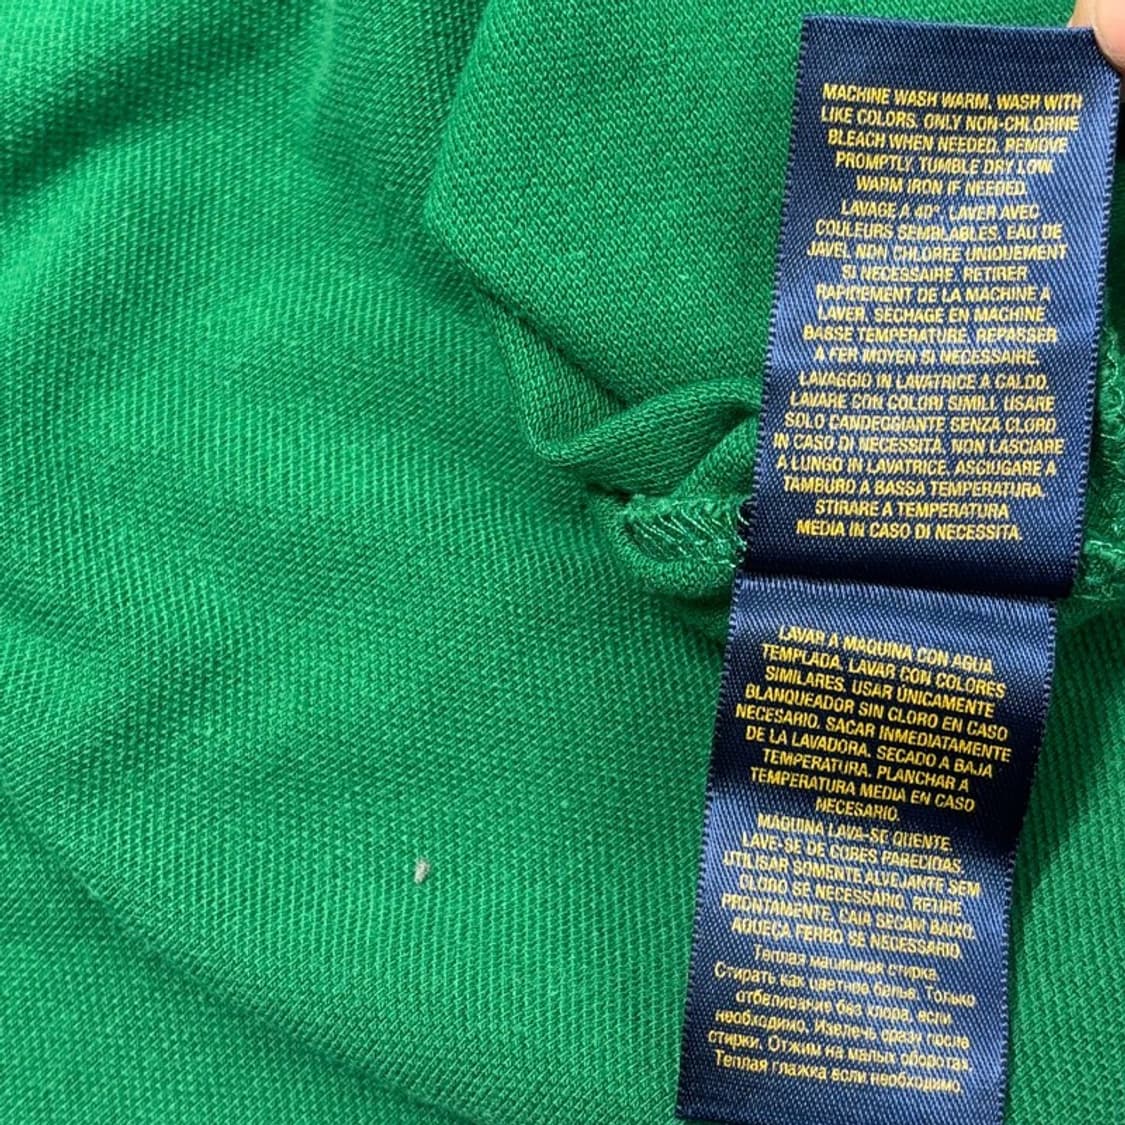 MACHINE WASH WARM. WASH WITH
LIKE COLORS. ONLY NON-CHLORINE
BLEACH WHEN NEEDED. REMOVE
PROMPTLY. TUMBLE DRY LOW.
WARM IRON IF NEEDED.
LAVAGE A 40°. LAVER AVEC
COULEURS SEMBLABLES. EAU DE
JAVEL NON CHLOREE UNIQUEMENT
SI NECESSAIRE. RETIRER
RAPIDEMENT DE LA MACHINE A
LAVER. SECHAGE EN MACHINE
BASSE TEMPERATURE. REPASSER
A FER MOYEN SI NECESSAIRE.
LAVAGGIO IN LAVATRICE A CALDO.
LAVARE CON COLORI SIMILI. USARE
SOLO CANDEGGIANTE SENZA CLORO
IN CASO DI NECESSITA. NON LASCIARE
A LUNGO IN LAVATRICE. ASCIUGARE A
TAMBURO A BASSA TEMPERATURA.
STIRARE A TEMPERATURA
MEDIA IN CASO DI NECESSITA.
LAVAR A MAQUINA CON AGUA
TEMPLADA. LAVAR CON COLORES
SIMILARES. USAR ÚNICAMENTE
BLANQUEADOR SIN CLORO EN CASO
NECESARIO. SACAR INMEDIATAMENTE
DE LA LAVADORA. SECADO A BAJA
TEMPERATURA. PLANCHAR A
TEMPERATURA MEDIA EN CASO
NECESARIO.
MAQUINA LAVA-SE QUENTE.
LAVE-SE DE CORES PARECIDAS.
UTILISAR SOMENTE ALVEJANTE SEM
CLORO SE NECESSARIO. RETIRE
PRONTAMENTE. CAIA SECAM BAIXO.
AQUECA FERRO SE NECESSARIO.
Теплая машинная стирка.
Стирать как цветное белье. Только
отбеливание без хлора, если
необходимо. Извлечь сразу после
стирки. Отжим на малых оборотах.
Теплая глажка если необходимо.